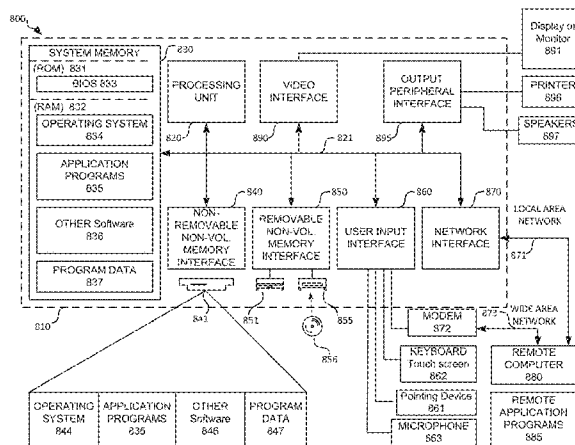 800
SYSTEM MEMORY
(ROM) 831
BIOS 833
(RAM) 832
OPERATING SYSTEM
834
APPLICATION
PROGRAMS
835
OTHER Software
836
PROGRAM DATA
837
810
830
PROCESSING
UNIT
820
VIDEO
INTERFACE
890
OUTPUT
PERIPHERAL
INTERFACE
895
821
Display or
Monitor
891
PRINTER
896
SPEAKERS
897
840
NON-
REMOVABLE
NON-VOL.
MEMORY
INTERFACE
850
REMOVABLE
NON-VOL.
MEMORY
INTERFACE
860
USER INPUT
INTERFACE
870
NETWORK
INTERFACE
LOCAL AREA
NETWORK
871
841
851
855
856
MODEM
872
873
WIDE AREA
NETWORK
KEYBOARD
Touch screen
862
Pointing Device
861
MICROPHONE
863
REMOTE
COMPUTER
880
REMOTE
APPLICATION
PROGRAMS
885
OPERATING
SYSTEM
844
APPLICATION
PROGRAMS
835
OTHER
Software
846
PROGRAM
DATA
847